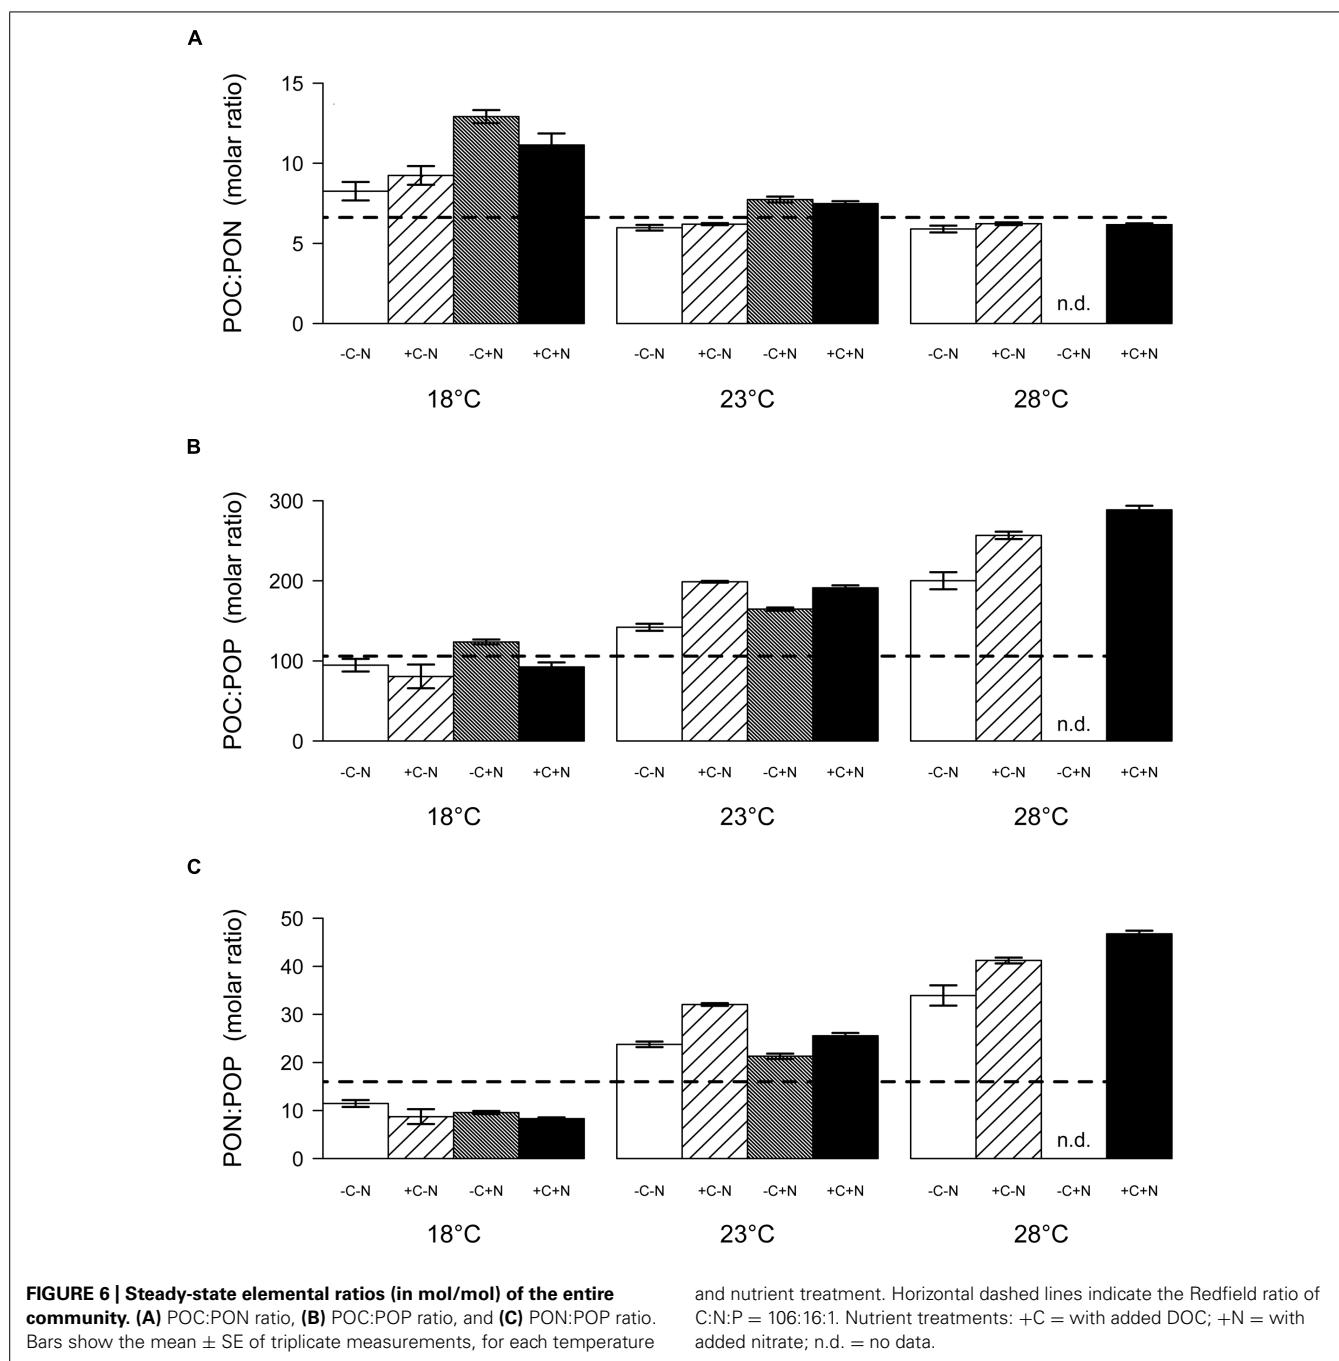 A
POC:PON (molar ratio)
15
10
5
0
n.d.
-C-N +C-N -C+N +C+N -C-N +C-N -C+N +C+N -C-N +C-N -C+N +C+N
18°C 23°C 28°C
B
POC:POP (molar ratio)
300
200
100
0
n.d.
-C-N +C-N -C+N +C+N -C-N +C-N -C+N +C+N -C-N +C-N -C+N +C+N
18°C 23°C 28°C
C
PON:POP (molar ratio)
50
40
30
20
10
0
n.d.
-C-N +C-N -C+N +C+N -C-N +C-N -C+N +C+N -C-N +C-N -C+N +C+N
18°C 23°C 28°C
FIGURE 6 | Steady-state elemental ratios (in mol/mol) of the entire
community. (A) POC:PON ratio, (B) POC:POP ratio, and (C) PON:POP ratio.
Bars show the mean ± SE of triplicate measurements, for each temperature
and nutrient treatment. Horizontal dashed lines indicate the Redfield ratio of
C:N:P = 106:16:1. Nutrient treatments: +C = with added DOC; +N = with
added nitrate; n.d. = no data.